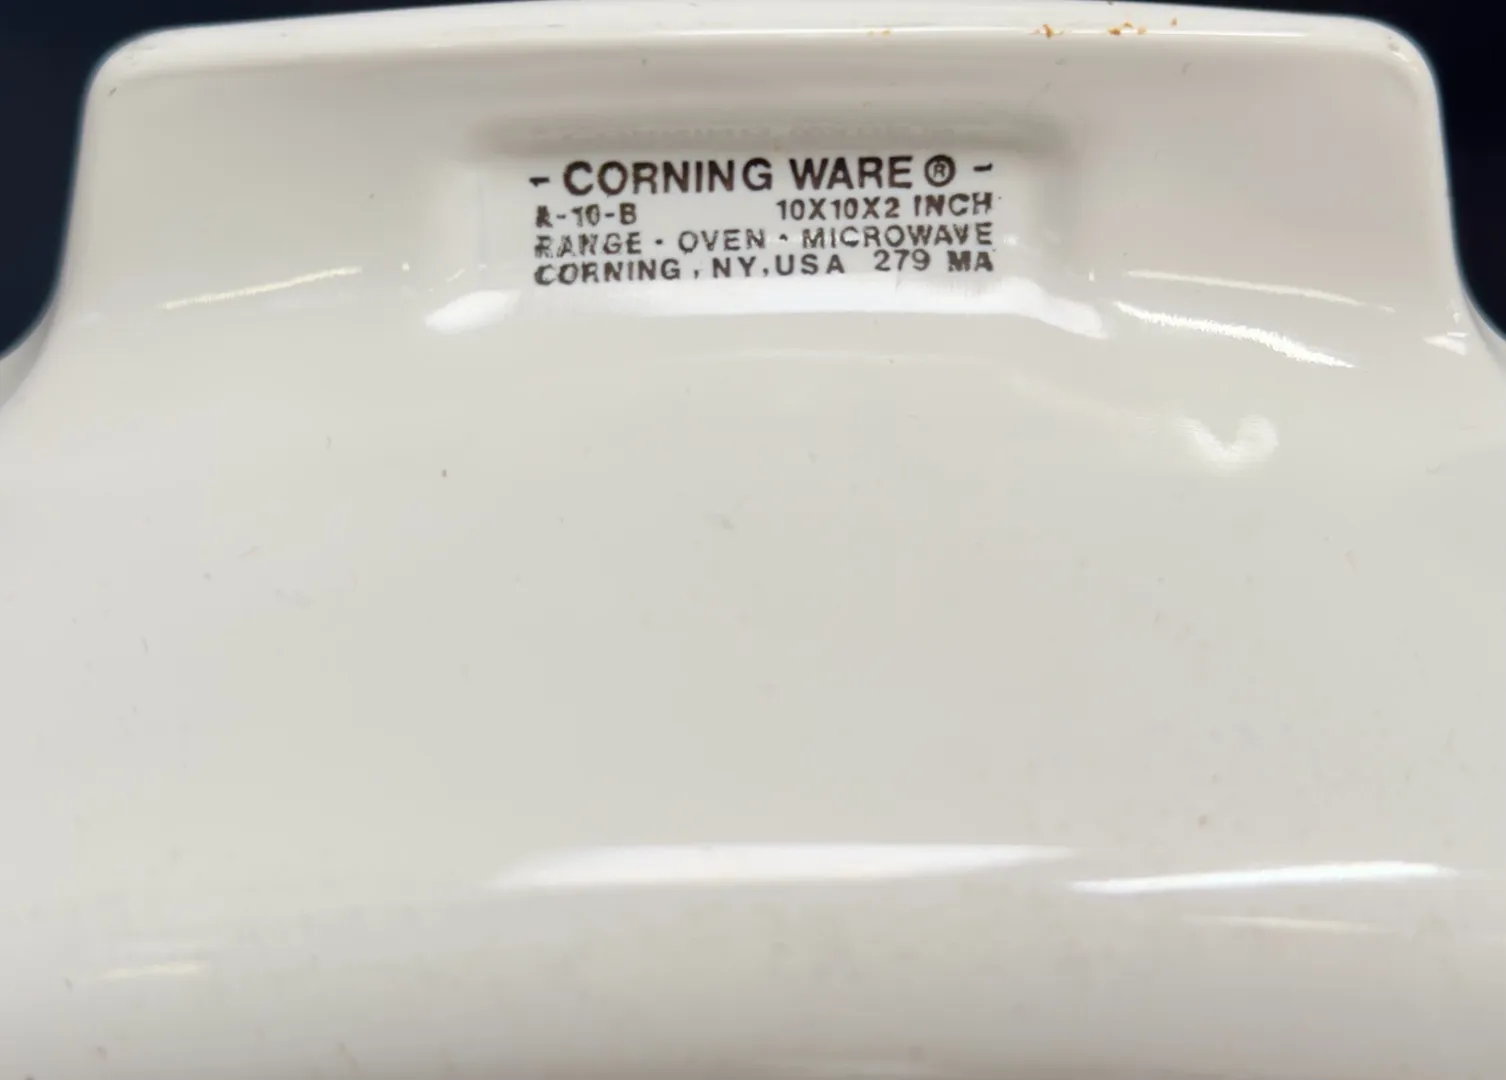 - CORNING WARE ® -
A-10-B 10X10X2 INCH
RANGE · OVEN · MICROWAVE
CORNING, NY, USA 279 MA